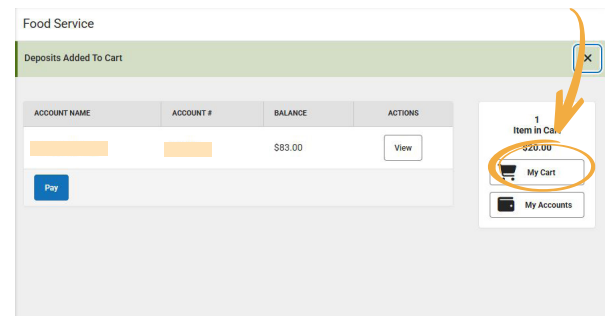 Food Service
Deposits Added To Cart
ACCOUNT NAME ACCOUNT # BALANCE ACTIONS
$83.00 View
Pay
1
Item in Cart
$20.00
My Cart
My Accounts